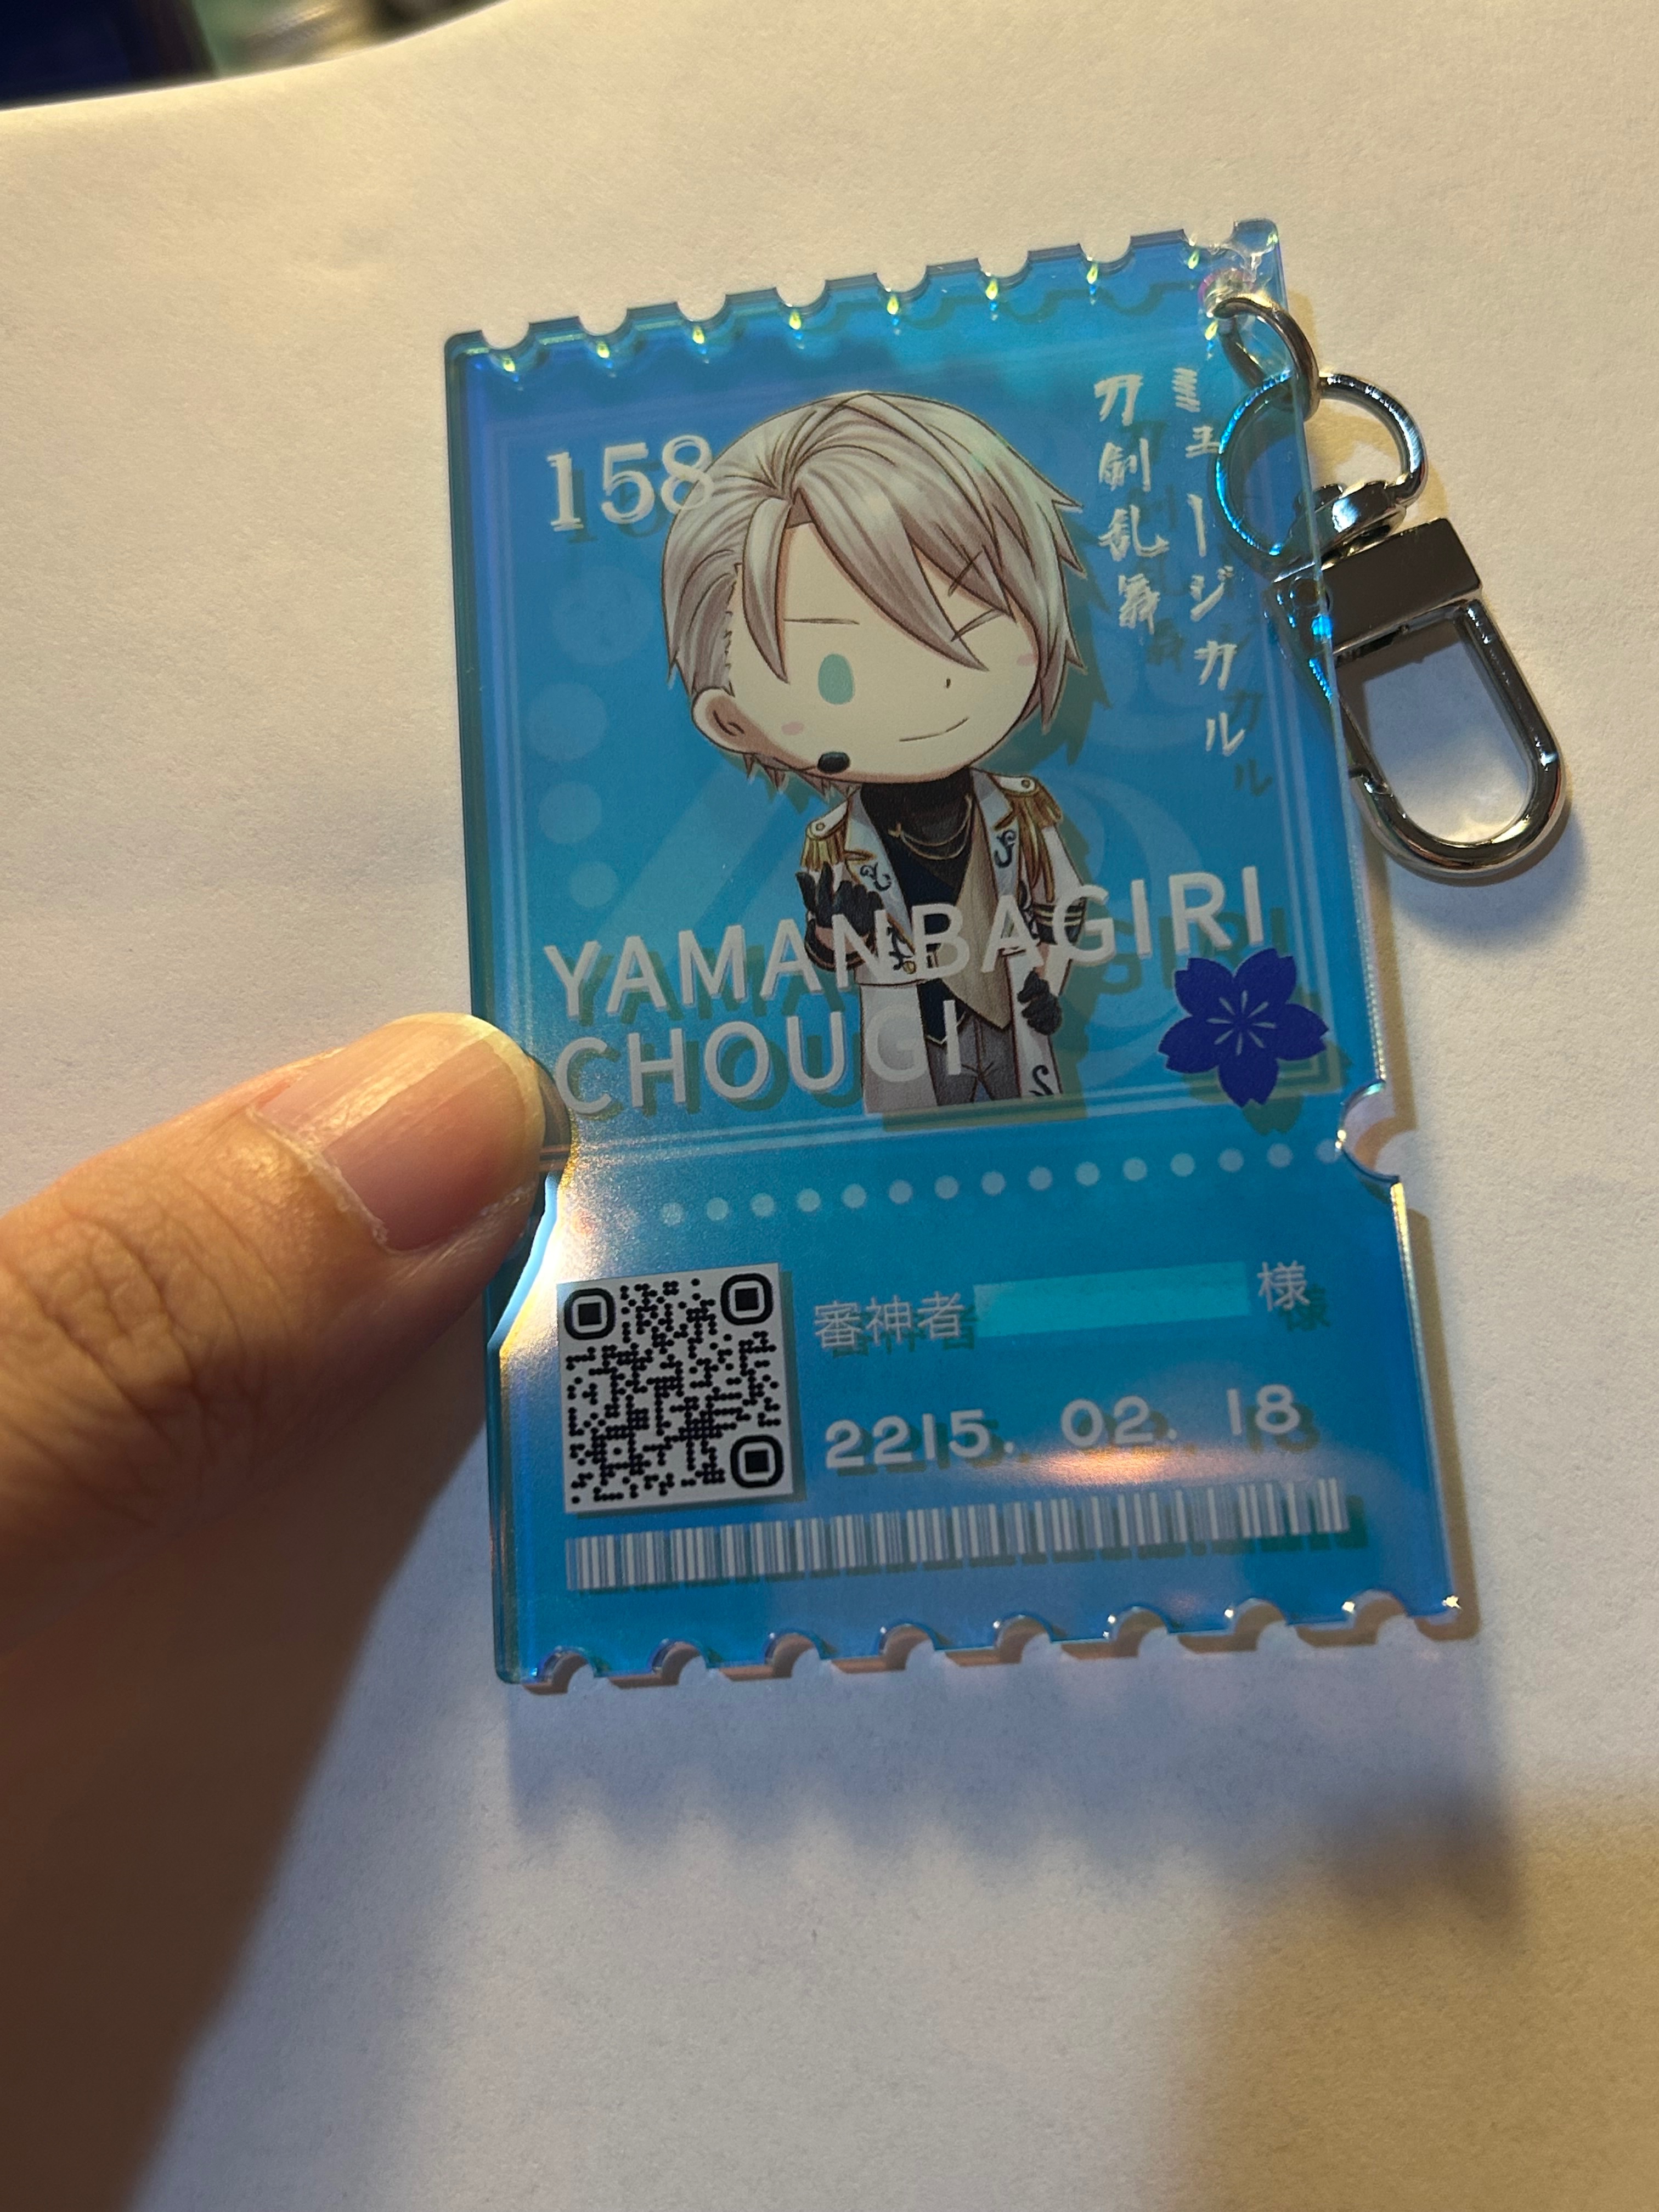 158
ミュージカル
刀剣乱舞
YAMANBAGIRI
CHOUGI
審神者 様
2215. 02. 18